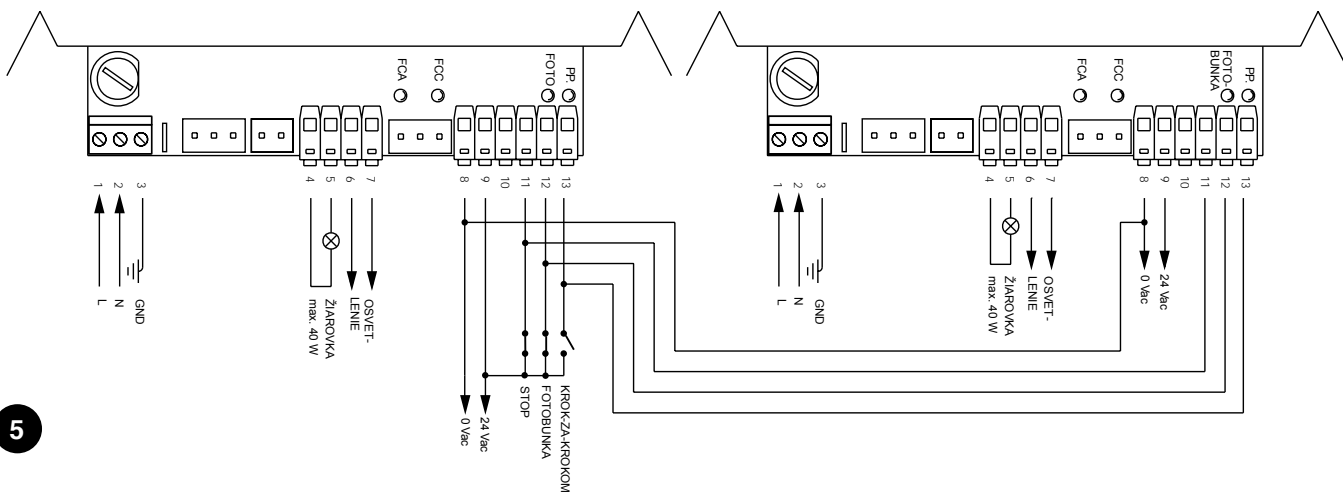 FCA
FCC
FOTO
PP.
1
2
3
4
5
6
7
8
9
10
11
12
13
L
N
GND
ŽIAROVKA
max. 40 W
OSVET-
LENIE
0 Vac
24 Vac
STOP
FOTOBUNKA
KROK-ZA-KROKOM
FCA
FCC
FOTO-
BUNKA
PP.
1
2
3
4
5
6
7
8
9
10
11
12
13
L
N
GND
ŽIAROVKA
max. 40 W
OSVET-
LENIE
0 Vac
24 Vac
5